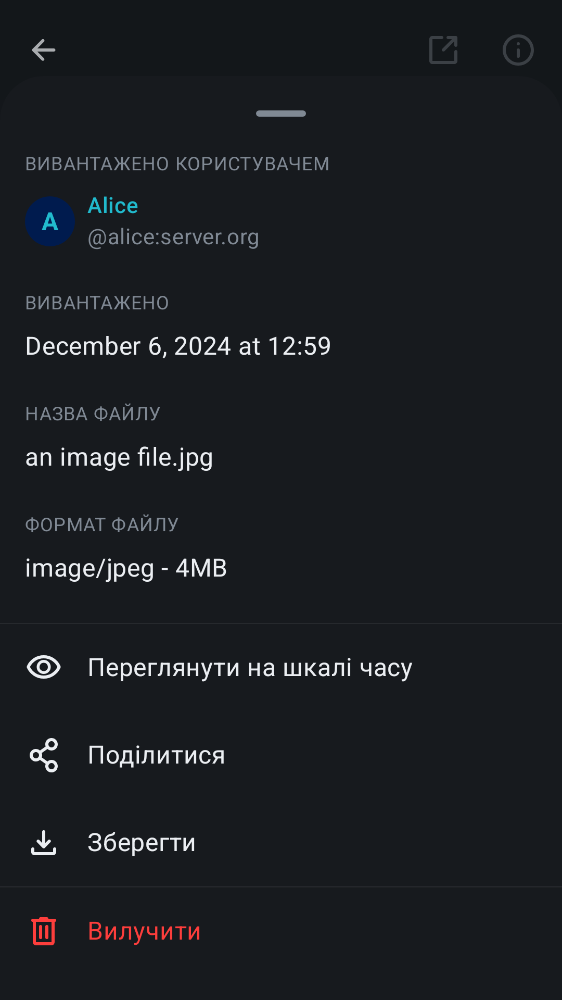 ВИВАНТАЖЕНО КОРИСТУВАЧЕМ
A
Alice
@alice:server.org
ВИВАНТАЖЕНО
December 6, 2024 at 12:59
НАЗВА ФАЙЛУ
an image file.jpg
ФОРМАТ ФАЙЛУ
image/jpeg - 4MB
Переглянути на шкалі часу
Поділитися
Зберегти
Вилучити